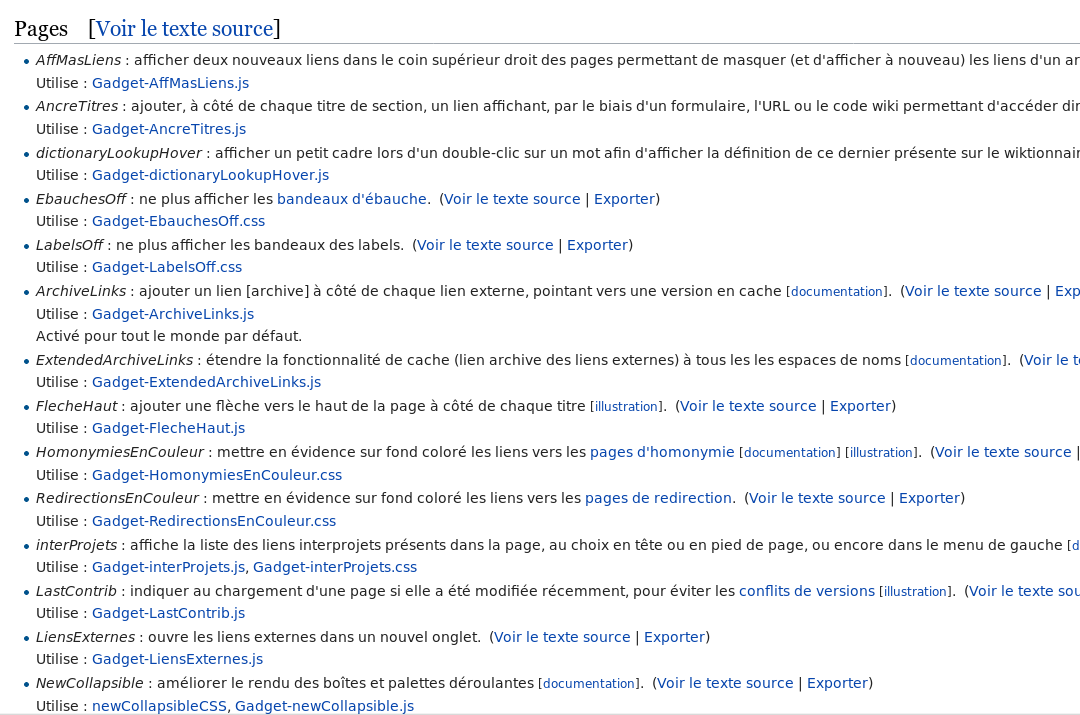 Pages [Voir le texte source]
AffMasLiens : afficher deux nouveaux liens dans le coin supérieur droit des pages permettant de masquer (et d'afficher à nouveau) les liens d'un
Utilise : Gadget-AffMasLiens.js
AncreTitres : ajouter, à côté de chaque titre de section, un lien affichant, par le biais d'un formulaire, l'URL ou le code wiki permettant d'accéder
Utilise : Gadget-AncreTitres.js
dictionaryLookupHover : afficher un petit cadre lors d'un double-clic sur un mot afin d'afficher la définition de ce dernier présente sur le
Utilise : Gadget-dictionaryLookupHover.js
EbauchesOff : ne plus afficher les bandeaux d'ébauche. (Voir le texte source | Exporter)
Utilise : Gadget-EbauchesOff.css
LabelsOff : ne plus afficher les bandeaux des labels. (Voir le texte source | Exporter)
Utilise : Gadget-LabelsOff.css
ArchiveLinks : ajouter un lien [archive] à côté de chaque lien externe, pointant vers une version en cache [documentation]. (Voir le texte source |
Utilise : Gadget-ArchiveLinks.js
Activé pour tout le monde par défaut.
ExtendedArchiveLinks : étendre la fonctionnalité de cache (lien archive des liens externes) à tous les les espaces de noms [documentation]. (Voir le
Utilise : Gadget-ExtendedArchiveLinks.js
FlecheHaut : ajouter une flèche vers le haut de la page à côté de chaque titre [illustration]. (Voir le texte source | Exporter)
Utilise : Gadget-FlecheHaut.js
HomonymiesEnCouleur : mettre en évidence sur fond coloré les liens vers les pages d'homonymie [documentation] [illustration]. (Voir le texte source |
Utilise : Gadget-HomonymiesEnCouleur.css
RedirectionsEnCouleur : mettre en évidence sur fond coloré les liens vers les pages de redirection. (Voir le texte source | Exporter)
Utilise : Gadget-RedirectionsEnCouleur.css
interProjets : affiche la liste des liens interprojets présents dans la page, au choix en tête ou en pied de page, ou encore dans le menu de gauche
Utilise : Gadget-interProjets.js, Gadget-interProjets.css
LastContrib : indiquer au chargement d'une page si elle a été modifiée récemment, pour éviter les conflits de versions [illustration]. (Voir le texte
Utilise : Gadget-LastContrib.js
LiensExternes : ouvre les liens externes dans un nouvel onglet. (Voir le texte source | Exporter)
Utilise : Gadget-LiensExternes.js
NewCollapsible : améliorer le rendu des boîtes et palettes déroulantes [documentation]. (Voir le texte source | Exporter)
Utilise : newCollapsibleCSS, Gadget-newCollapsible.js